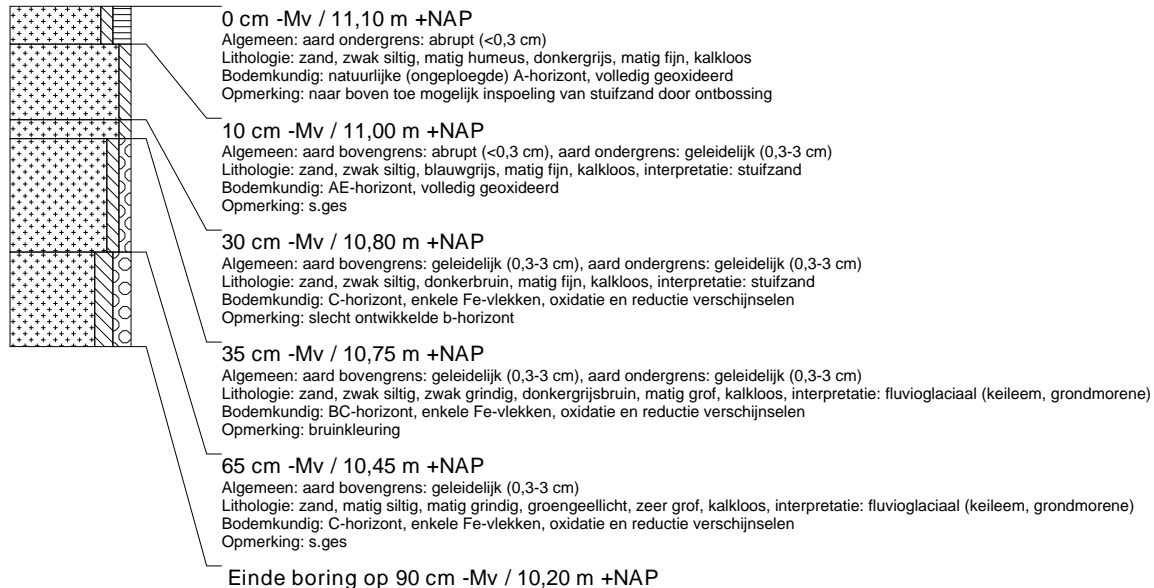 0 cm -Mv / 11,10 m +NAP
Algemeen: aard ondergrens: abrupt (<0,3 cm)
Lithologie: zand, zwak siltig, matig humeus, donkergrijs, matig fijn, kalkloos
Bodemkundig: natuurlijke (ongeploegde) A-horizont, volledig geoxideerd
Opmerking: naar boven toe mogelijk inspoeling van stuifzand door ontbossing
10 cm -Mv / 11,00 m +NAP
Algemeen: aard bovengrens: abrupt (<0,3 cm), aard ondergrens: geleidelijk (0,3-3 cm)
Lithologie: zand, zwak siltig, blauwgrijs, matig fijn, kalkloos, interpretatie: stuifzand
Bodemkundig: AE-horizont, volledig geoxideerd
Opmerking: s.ges
30 cm -Mv / 10,80 m +NAP
Algemeen: aard bovengrens: geleidelijk (0,3-3 cm), aard ondergrens: geleidelijk (0,3-3 cm)
Lithologie: zand, zwak siltig, donkerbruin, matig fijn, kalkloos, interpretatie: stuifzand
Bodemkundig: C-horizont, enkele Fe-vlekken, oxidatie en reductie verschijnselen
Opmerking: slecht ontwikkelde b-horizont
35 cm -Mv / 10,75 m +NAP
Algemeen: aard bovengrens: geleidelijk (0,3-3 cm), aard ondergrens: geleidelijk (0,3-3 cm)
Lithologie: zand, zwak siltig, zwak grindig, donkergrijsbruin, matig grof, kalkloos, interpretatie: fluvioglaciaal (keileem, grondmorene)
Bodemkundig: BC-horizont, enkele Fe-vlekken, oxidatie en reductie verschijnselen
Opmerking: bruinkleuring
65 cm -Mv / 10,45 m +NAP
Algemeen: aard bovengrens: geleidelijk (0,3-3 cm)
Lithologie: zand, matig siltig, matig grindig, groengeellicht, zeer grof, kalkloos, interpretatie: fluvioglaciaal (keileem, grondmorene)
Bodemkundig: C-horizont, enkele Fe-vlekken, oxidatie en reductie verschijnselen
Opmerking: s.ges
Einde boring op 90 cm -Mv / 10,20 m +NAP